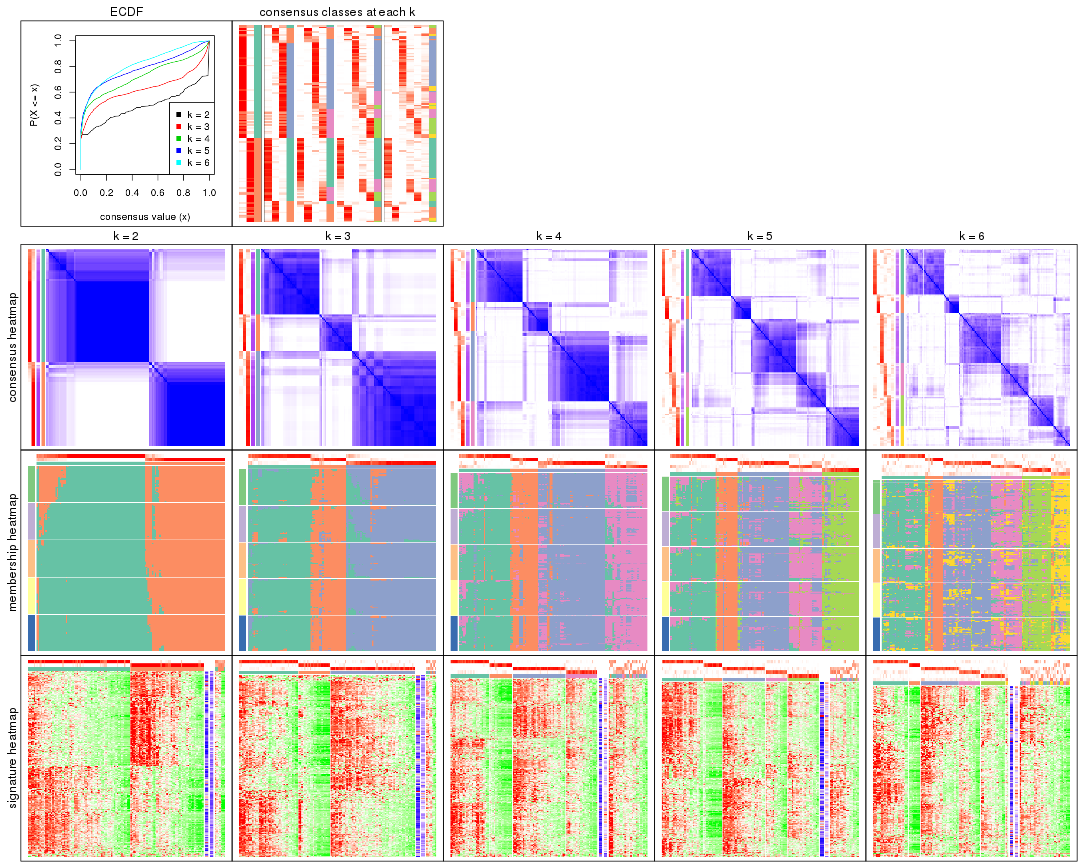 ECDF
consensus classes at each k
P(X <= x)
1.0
0.8
0.6
0.4
0.2
0.0
k = 2
k = 3
k = 4
k = 5
k = 6
0.0 0.2 0.4 0.6 0.8 1.0
consensus value (x)
k = 2
k = 3
k = 4
k = 5
k = 6
consensus heatmap
membership heatmap
signature heatmap